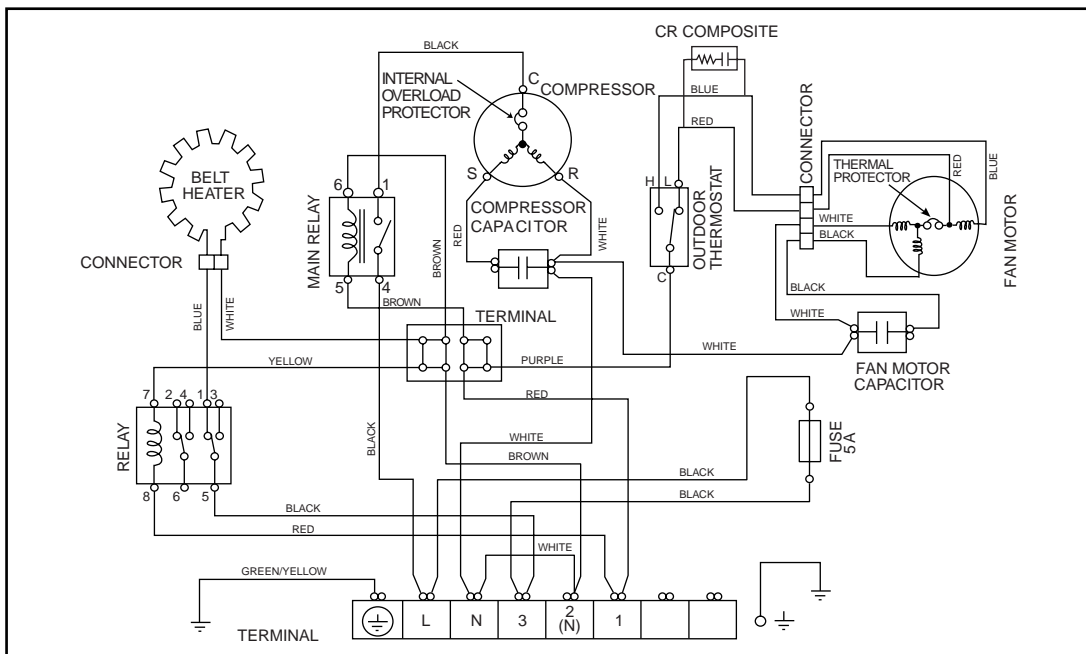 CR COMPOSITE
BLACK
C
COMPRESSOR
INTERNAL
OVERLOAD
PROTECTOR
BLUE
RED
CONNECTOR
BELT
HEATER
6
1
S
R
H
L
THERMAL
PROTECTOR
RED
BLUE
COMPRESSOR
CAPACITOR
OUTDOOR
THERMOSTAT
WHITE
BLACK
FAN MOTOR
CONNECTOR
MAIN RELAY
RED
WHITE
BROWN
C
5
4
BROWN
BLACK
BLUE
WHITE
TERMINAL
WHITE
WHITE
YELLOW
PURPLE
FAN MOTOR
CAPACITOR
7
2
4
1
3
RED
RELAY
BLACK
WHITE
BROWN
FUSE
5 A
BLACK
BLACK
8
6
5
BLACK
RED
WHITE
GREEN/YELLOW
L
N
3
2
(N)
1
TERMINAL